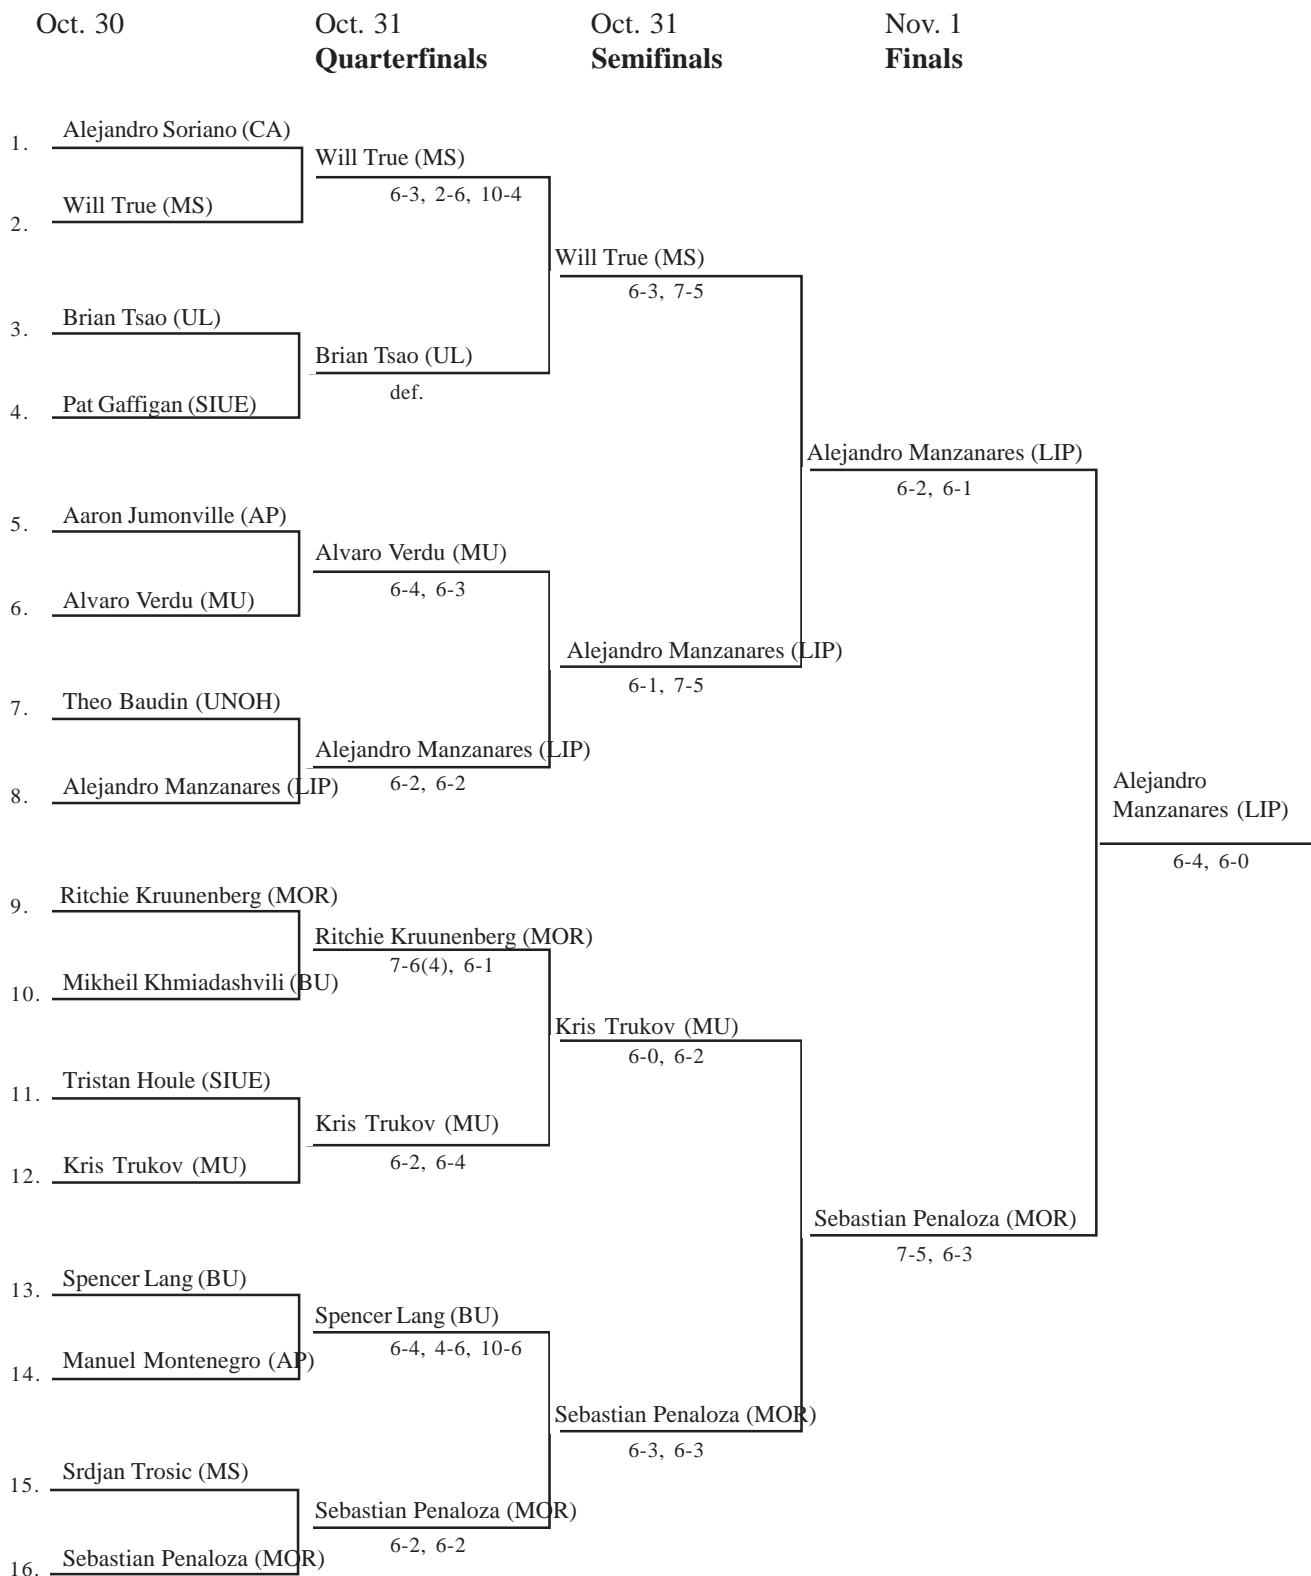 Oct. 30
Oct. 31
Quarterfinals
Oct. 31
Semifinals
Nov. 1
Finals
1.
Alejandro Soriano (CA)
2.
Will True (MS)
3.
Brian Tsao (UL)
4.
Pat Gaffigan (SIUE)
5.
Aaron Jumonville (AP)
6.
Alvaro Verdu (MU)
7.
Theo Baudin (UNOH)
8.
Alejandro Manzanares (LIP)
9.
Ritchie Kruunenberg (MOR)
10.
Mikheil Khmiadashvili (BU)
11.
Tristan Houle (SIUE)
12.
Kris Trukov (MU)
13.
Spencer Lang (BU)
14.
Manuel Montenegro (AP)
15.
Srdjan Trosic (MS)
16.
Sebastian Penaloza (MOR)
Will True (MS)
6-3, 2-6, 10-4
Brian Tsao (UL)
def.
Alvaro Verdu (MU)
6-4, 6-3
Alejandro Manzanares (LIP)
6-2, 6-2
Ritchie Kruunenberg (MOR)
7-6(4), 6-1
Kris Trukov (MU)
6-2, 6-4
Spencer Lang (BU)
6-4, 4-6, 10-6
Sebastian Penaloza (MOR)
6-2, 6-2
Will True (MS)
6-3, 7-5
Alejandro Manzanares (LIP)
6-1, 7-5
Kris Trukov (MU)
6-0, 6-2
Sebastian Penaloza (MOR)
6-3, 6-3
Alejandro Manzanares (LIP)
6-2, 6-1
Sebastian Penaloza (MOR)
7-5, 6-3
Alejandro
Manzanares (LIP)
6-4, 6-0